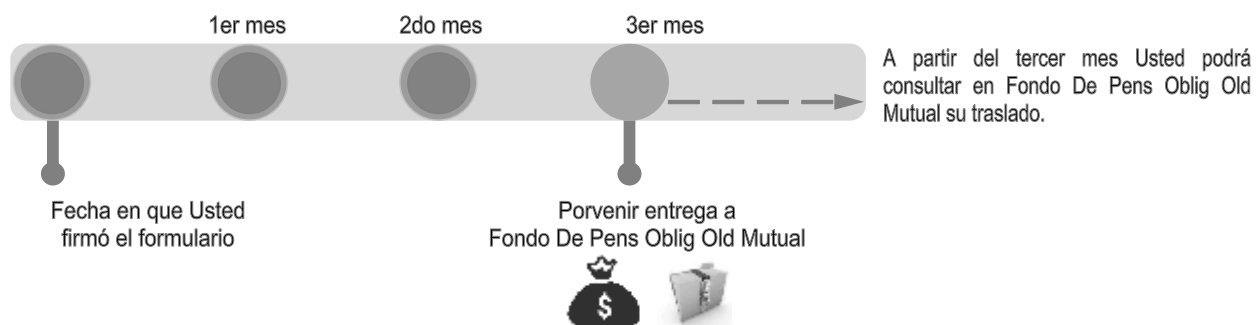 1er mes
2do mes
3er mes
A partir del tercer mes Usted podrá
consultar en Fondo De Pens Oblig Old
Mutual su traslado.
Fecha en que Usted
firmó el formulario
Porvenir entrega a
Fondo De Pens Oblig Old Mutual
$